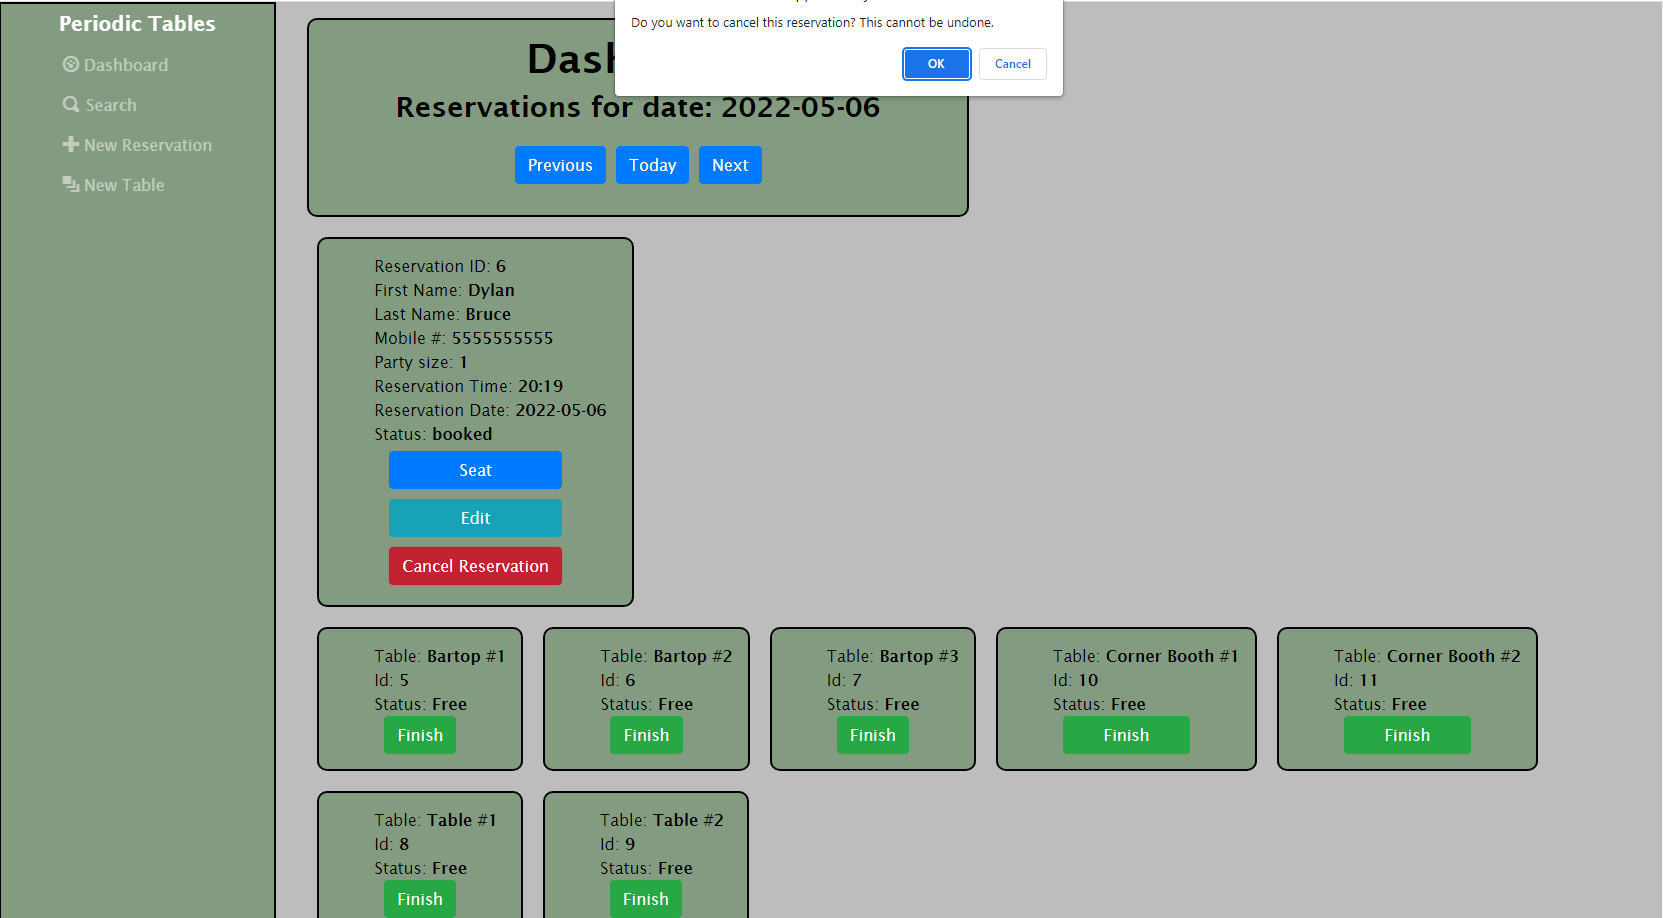 Periodic Tables
Dashboard
Search
New Reservation
New Table
Do you want to cancel this reservation? This cannot be undone.
OK
Cancel
Reservations for date: 2022-05-06
Previous
Today
Next
Reservation ID: 6
First Name: Dylan
Last Name: Bruce
Mobile #: 5555555555
Party size: 1
Reservation Time: 20:19
Reservation Date: 2022-05-06
Status: booked
Seat
Edit
Cancel Reservation
Table: Bartop #1
Id: 5
Status: Free
Finish
Table: Bartop #2
Id: 6
Status: Free
Finish
Table: Bartop #3
Id: 7
Status: Free
Finish
Table: Corner Booth #1
Id: 10
Status: Free
Finish
Table: Corner Booth #2
Id: 11
Status: Free
Finish
Table: Table #1
Id: 8
Status: Free
Finish
Table: Table #2
Id: 9
Status: Free
Finish